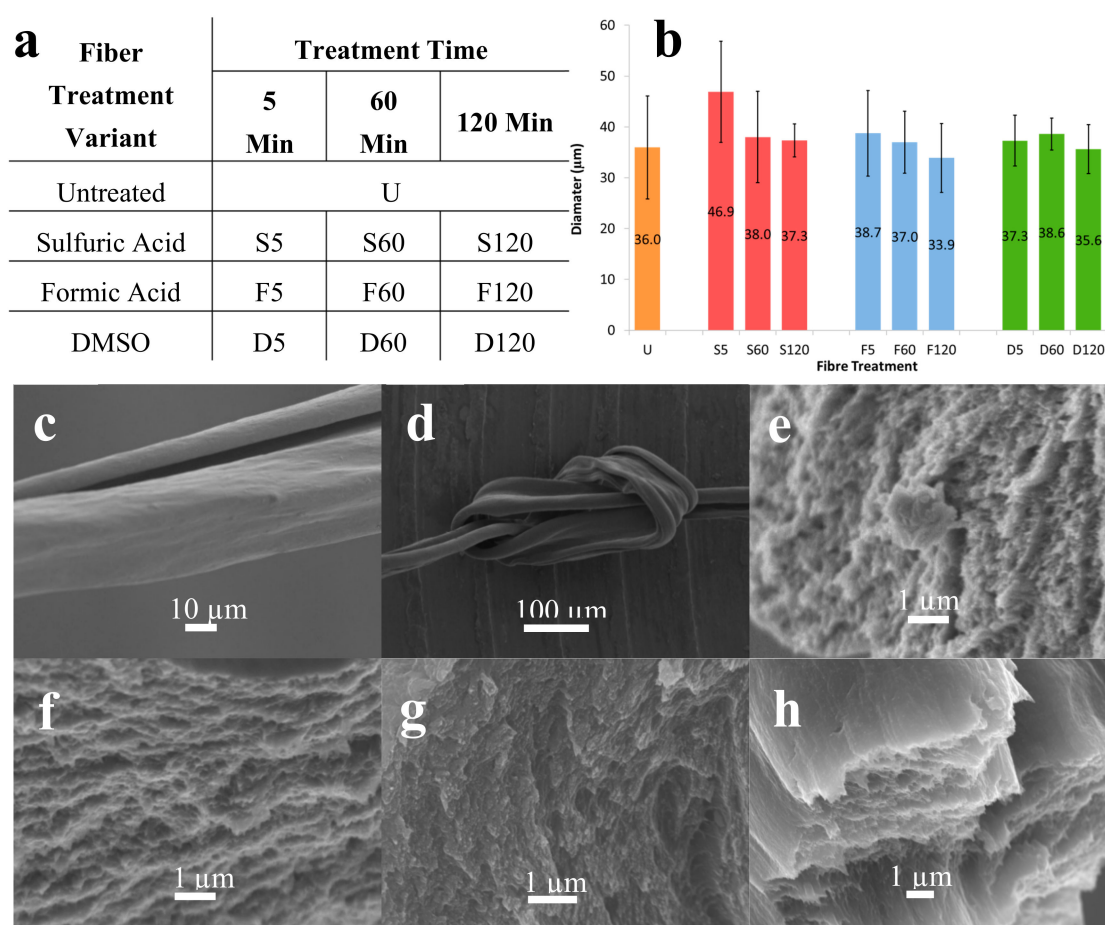 a
Fiber Treatment Variant
Treatment Time
5 Min
60 Min
120 Min
Untreated
U
Sulfuric Acid
S5
S60
S120
Formic Acid
F5
F60
F120
DMSO
D5
D60
D120
b
Diamater (μm)
60
50
40
30
20
10
0
36.0
46.9
38.0
37.3
38.7
37.0
33.9
37.3
38.6
35.6
U
S5
S60
S120
F5
F60
F120
D5
D60
D120
Fibre Treatment
c
10 μm
d
100 μm
e
1 μm
f
1 μm
g
1 μm
h
1 μm